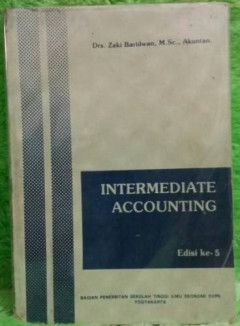 Drs. Zaki Baridwan, M.Sc., Akuntan.
INTERMEDIATE
ACCOUNTING
Edisi ke-5
BAGIAN PENERBITAN SEKOLAH TINGGI ILMU EKONOMI YKPN
YOGYAKARTA